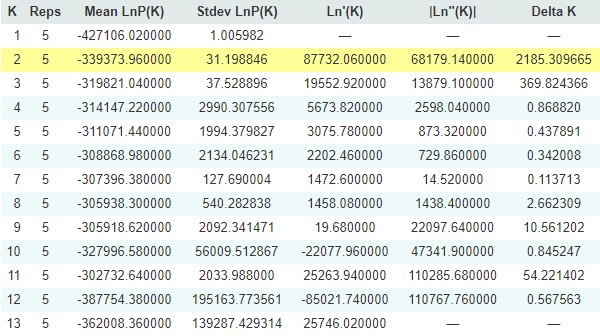 K Reps Mean LnP(K) Stdev LnP(K) Ln'(K) |Ln''(K)| Delta K
1 5 -427106.020000 1.005982 — — —
2 5 -339373.960000 31.198846 87732.060000 68179.140000 2185.309665
3 5 -319821.040000 37.528896 19552.920000 13879.100000 369.824366
4 5 -314147.220000 2990.307556 5673.820000 2598.040000 0.868820
5 5 -311071.440000 1994.379827 3075.780000 873.320000 0.437891
6 5 -308868.980000 2134.046231 2202.460000 729.860000 0.342008
7 5 -307396.380000 127.690004 1472.600000 14.520000 0.113713
8 5 -305938.300000 540.282838 1458.080000 1438.400000 2.662309
9 5 -305918.620000 2092.341471 19.680000 22097.640000 10.561202
10 5 -327996.580000 56009.512867 -22077.960000 47341.900000 0.845247
11 5 -302732.640000 2033.988000 25263.940000 110285.680000 54.221402
12 5 -387754.380000 195163.773561 -85021.740000 110767.760000 0.567563
13 5 -362008.360000 139287.429314 25746.020000 — —